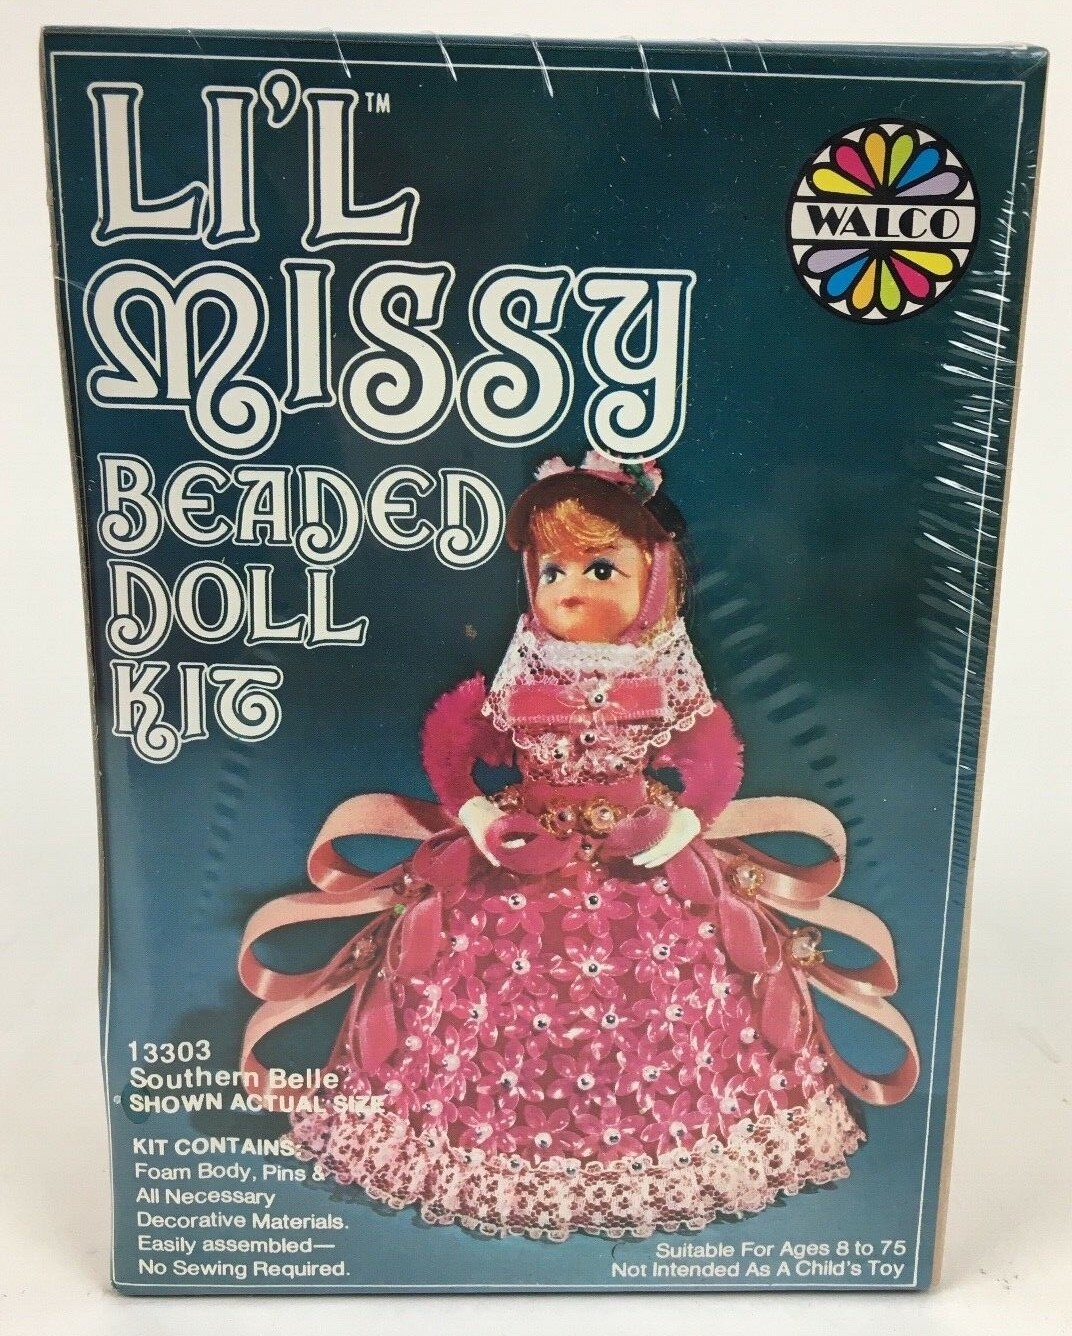 LI'L™
MISSY
BEADED
DOLL
KIT
WALCO
13303
Southern Belle
SHOWN ACTUAL SIZE
KIT CONTAINS:
Foam Body, Pins &
All Necessary
Decorative Materials.
Easily assembled—
No Sewing Required.
Suitable For Ages 8 to 75
Not Intended As A Child's Toy